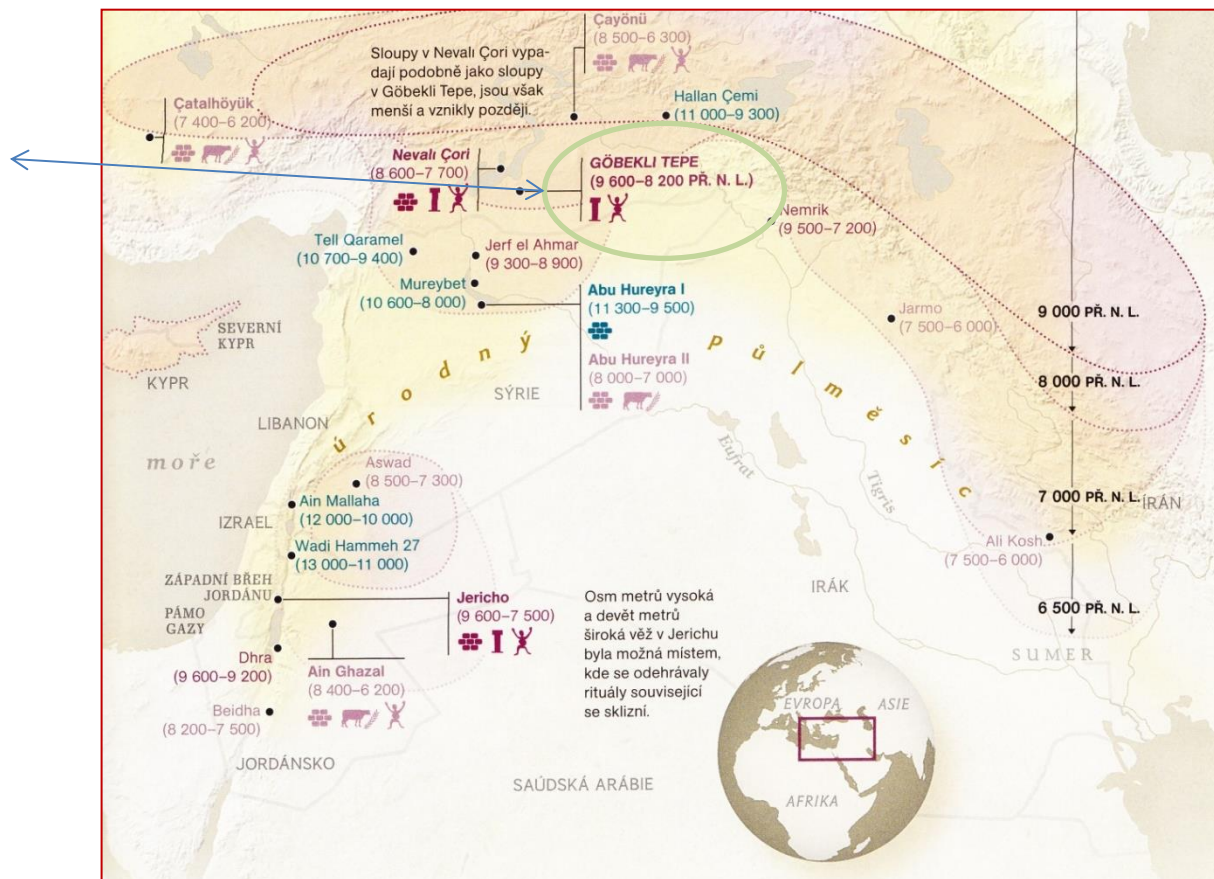 Çayönü
(8 500–6 300)
Sloupy v Nevalı Çori vypa-
dají podobně jako sloupy
v Göbekli Tepe, jsou však
menší a vznikly později.
Hallan Çemi
(11 000–9 300)
Çatalhöyük
(7 400–6 200)
Nevalı Çori
(8 600–7 700)
GÖBEKLI TEPE
(9 600–8 200 PŘ. N. L.)
Nemrik
(9 500–7 200)
Tell Qaramel
(10 700–9 400)
Jerf el Ahmar
(9 300–8 900)
Mureybet
(10 600–8 000)
Abu Hureyra I
(11 300–9 500)
Abu Hureyra II
(8 000–7 000)
Jarmo
(7 500–6 000)
9 000 PŘ. N. L.
8 000 PŘ. N. L.
7 000 PŘ. N. L.
6 500 PŘ. N. L.
SEVERNÍ
KYPR
KYPR
SÝRIE
LIBANON
úrodný půlměsíc
moře
Eufrat
Tigris
ÍRÁN
Aswad
(8 500–7 300)
Ain Mallaha
(12 000–10 000)
IZRAEL
Wadi Hammeh 27
(13 000–11 000)
Ali Kosh
(7 500–6 000)
IRÁK
SUMER
ZÁPADNÍ BŘEH
JORDÁNU
PÁMO
GAZY
Jericho
(9 600–7 500)
Osm metrů vysoká
a devět metrů
široká věž v Jerichu
byla možná místem,
kde se odehrávaly
rituály související
se sklizní.
Dhra
(9 600–9 200)
Ain Ghazal
(8 400–6 200)
Beidha
(8 200–7 500)
JORDÁNSKO
SAÚDSKÁ ARÁBIE
EVROPA
ASIE
AFRIKA